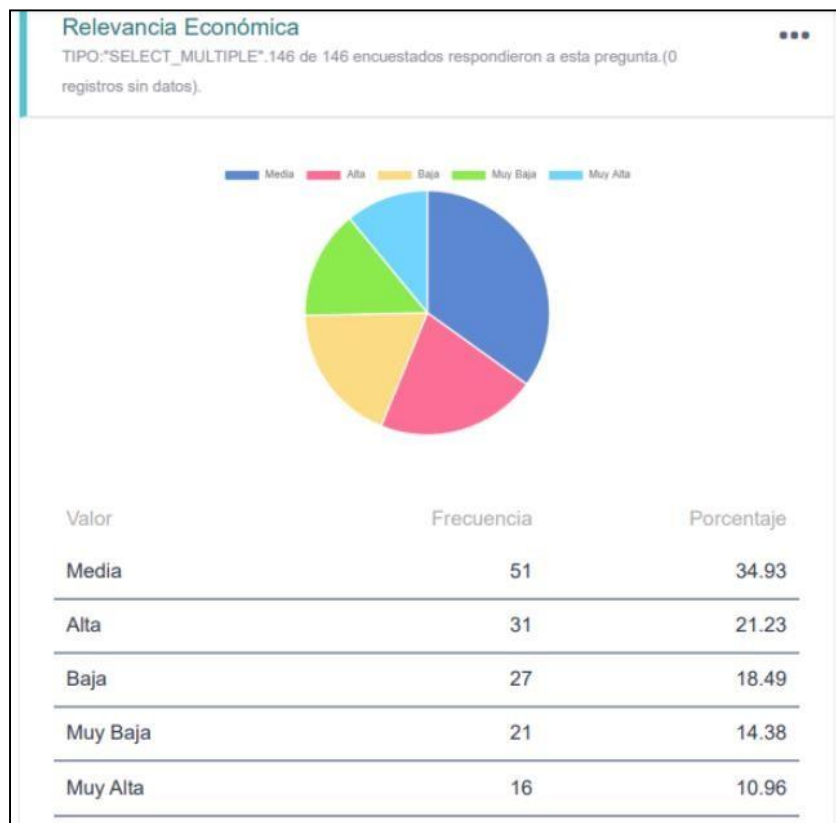 Relevancia Económica
TIPO:"SELECT_MULTIPLE".146 de 146 encuestados respondieron a esta pregunta.(0
registros sin datos).
Media Alta Baja Muy Baja Muy Alta
Valor Frecuencia Porcentaje
Media 51 34.93
Alta 31 21.23
Baja 27 18.49
Muy Baja 21 14.38
Muy Alta 16 10.96